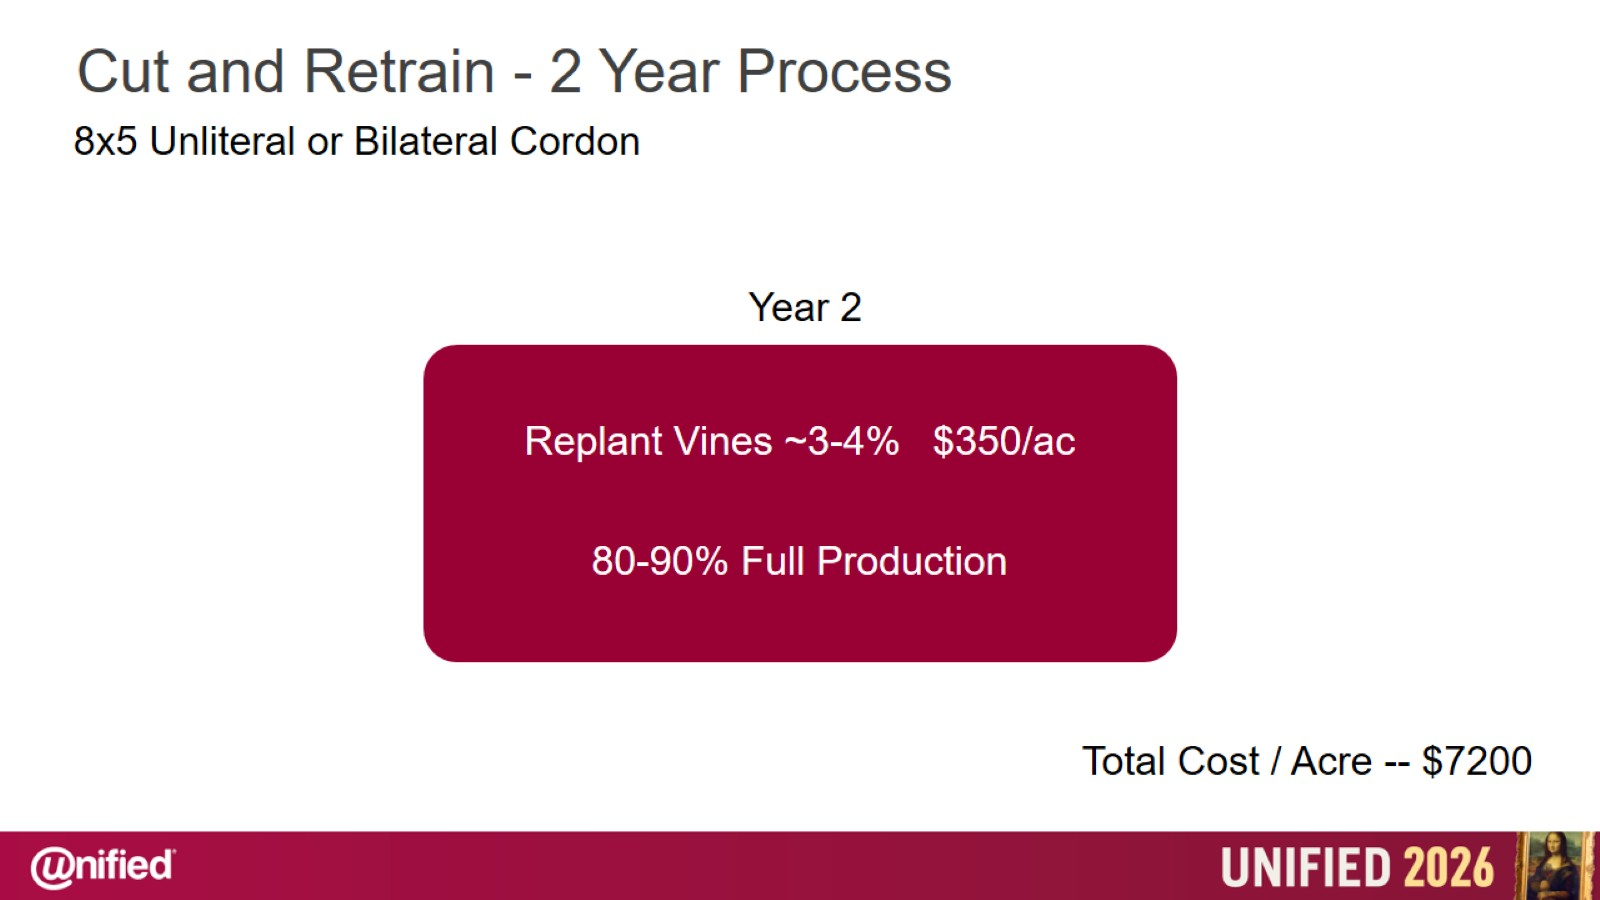 Cut and Retrain - 2 Year Process
8x5 Unliteral or Bilateral Cordon
Year 2
Replant Vines ~3-4%   $350/ac
80-90% Full Production
Total Cost / Acre -- $7200
unified
UNIFIED 2026